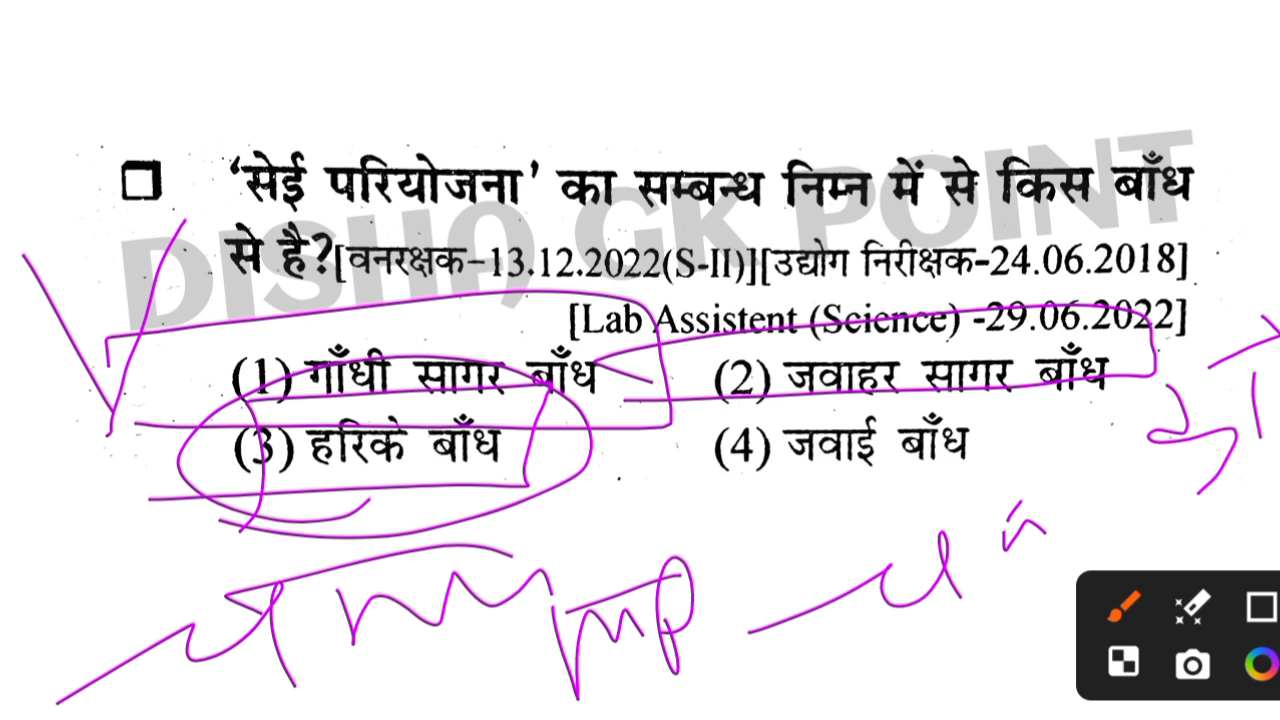 ‘सेई परियोजना’ का सम्बन्ध निम्न में से किस बाँध
से है?[वनरक्षक–13.12.2022(S-II)][उद्योग निरीक्षक-24.06.2018]
[Lab Assistent (Science) -29.06.2022]
(1) गाँधी सागर बाँध (2) जवाहर सागर बाँध
(3) हरिके बाँध (4) जवाई बाँध
DISHA GK POINT